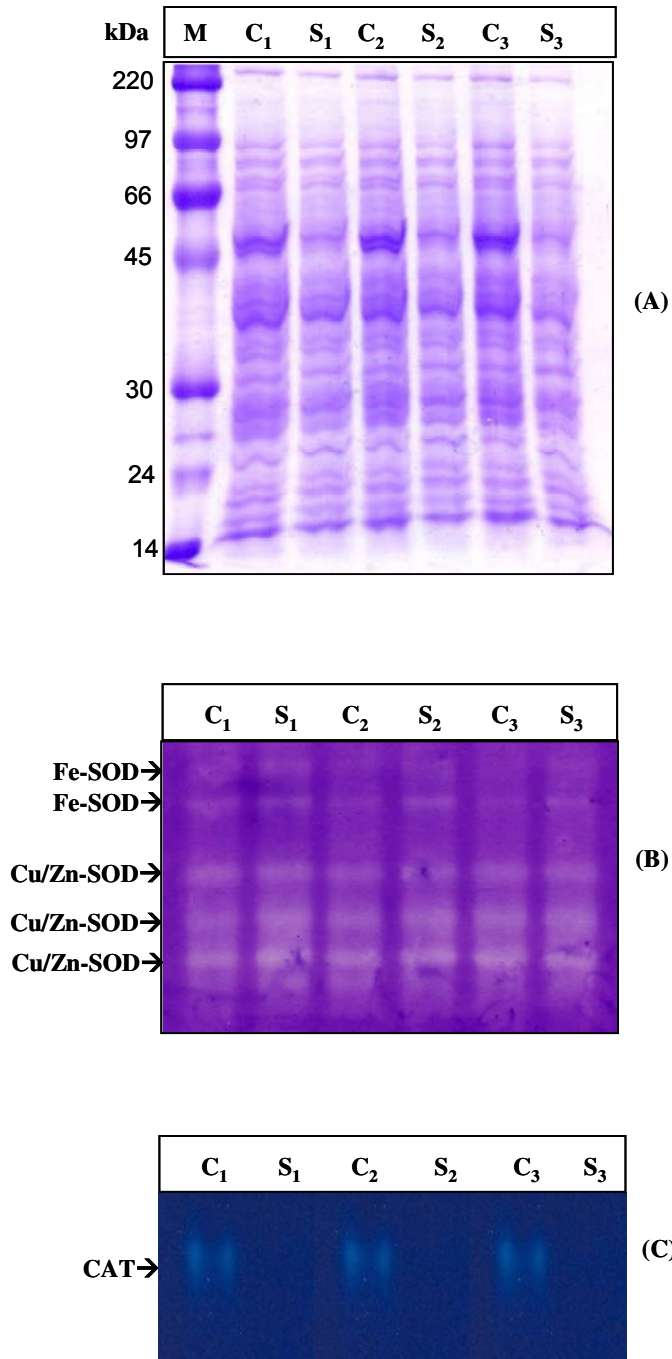 kDa M C₁ S₁ C₂ S₂ C₃ S₃
220
97
66
45
(A)
30
24
14
C₁ S₁ C₂ S₂ C₃ S₃
Fe-SOD→
Fe-SOD→
Cu/Zn-SOD→
(B)
Cu/Zn-SOD→
Cu/Zn-SOD→
C₁ S₁ C₂ S₂ C₃ S₃
(C)
CAT→